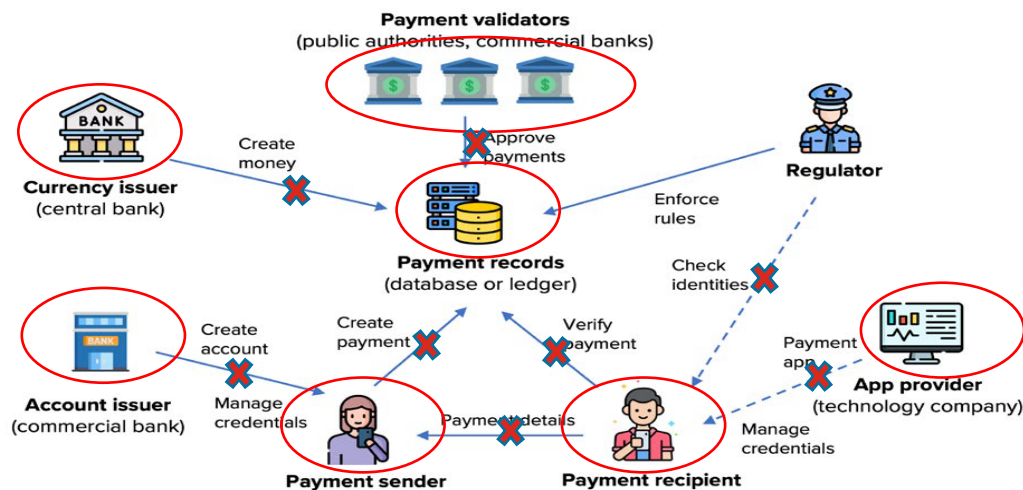 Payment validators
(public authorities, commercial banks)
$ $ $
BANK
Create
money
Approve
payments
Currency issuer
(central bank)
Regulator
Enforce
rules
Payment records
(database or ledger)
Check
identities
Create
account
Create
payment
Verify
payment
Payment
app
BANK
Account issuer
(commercial bank)
Manage
credentials
Payment details
App provider
(technology company)
Manage
credentials
Payment sender
Payment recipient